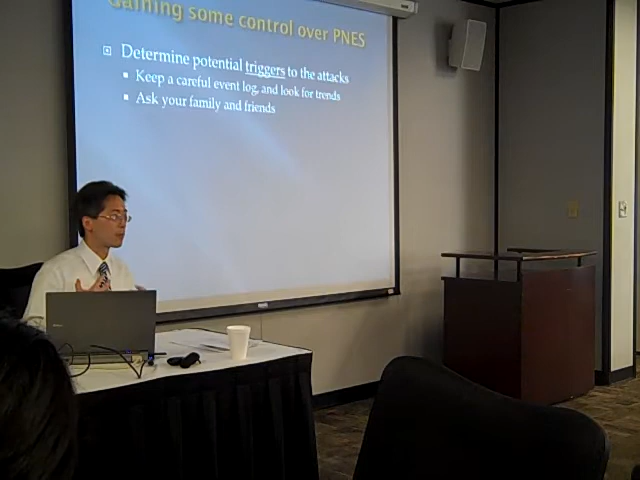 Gaining some control over PNES
Determine potential triggers to the attacks
Keep a careful event log, and look for trends
Ask your family and friends